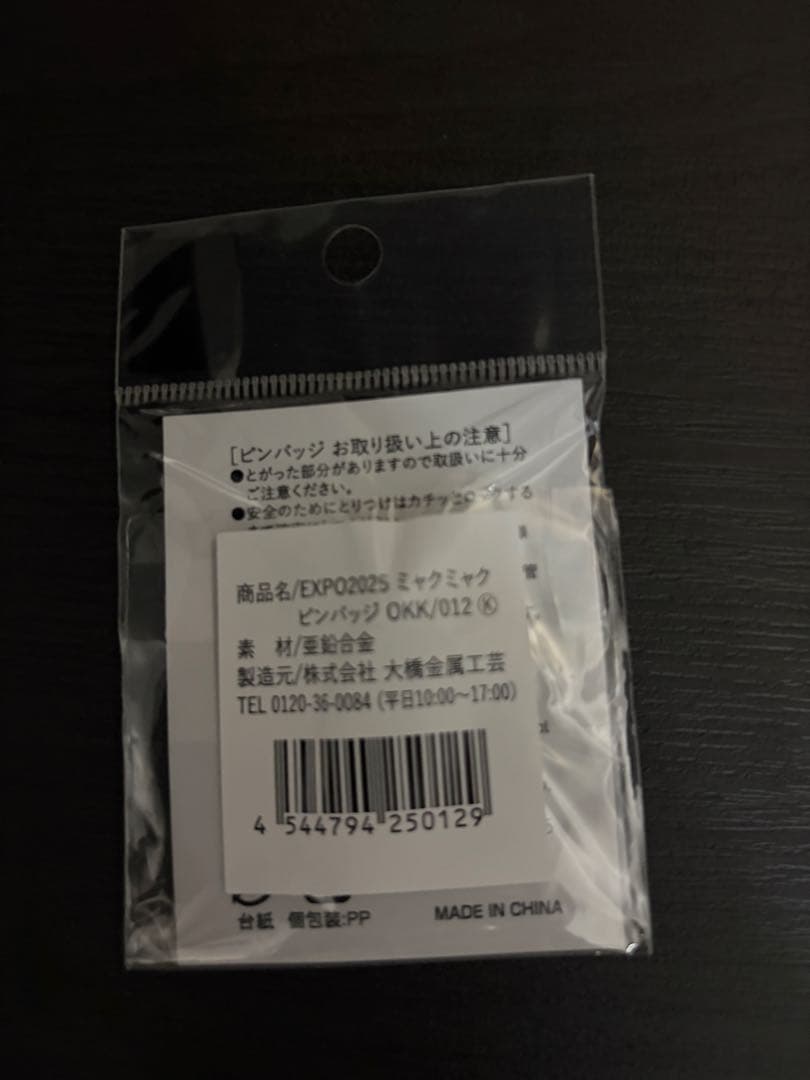 [ピンバッジ お取り扱い上の注意]
●とがった部分がありますので取扱いに十分
ご注意ください。
●安全のためにとりつけはカチッとロックする
管
商品名/EXPO2025 ミャクミャク
ピンバッジ OKK/012 Ⓚ
素 材/亜鉛合金
製造元/株式会社 大橋金属工芸
TEL 0120-36-0084 (平日10:00～17:00)
4 544794 250129
台紙 個包装:PP
MADE IN CHINA